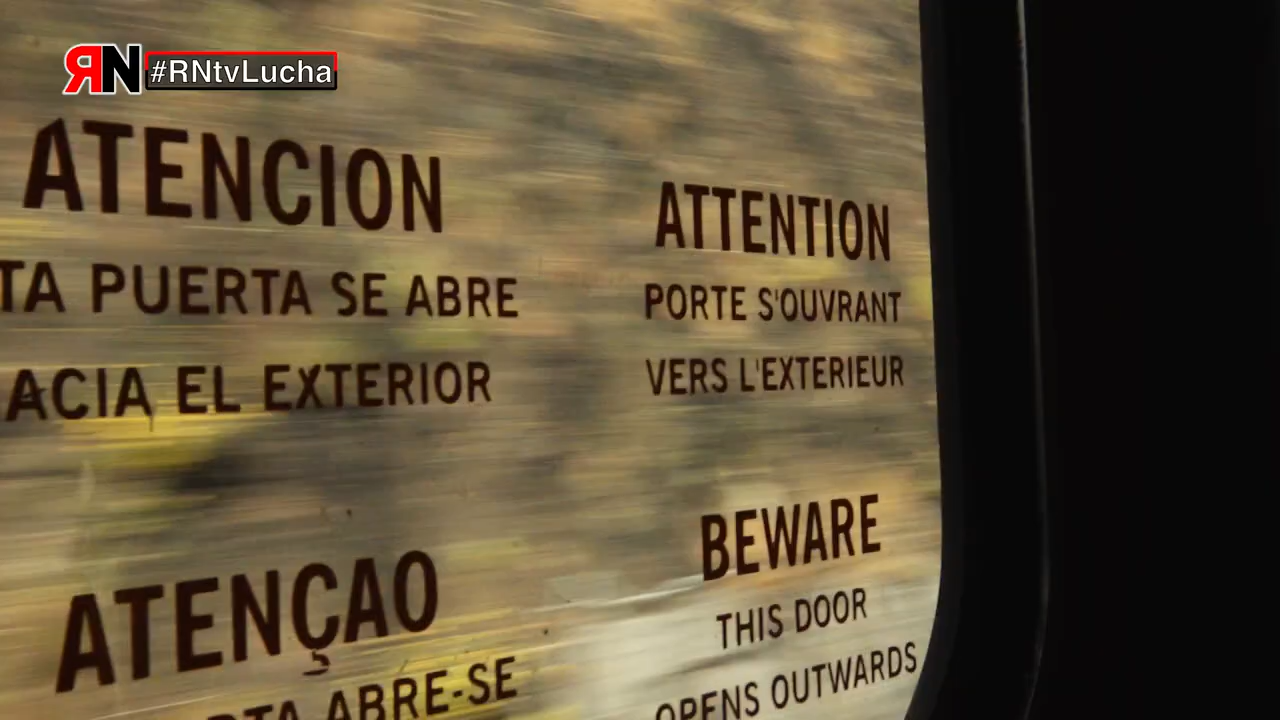 RN #RNtvLucha
ATENCION
TA PUERTA SE ABRE
ACIA EL EXTERIOR
ATTENTION
PORTE S'OUVRANT
VERS L'EXTERIEUR
ATENÇAO
RTA ABRE-SE
BEWARE
THIS DOOR
OPENS OUTWARDS